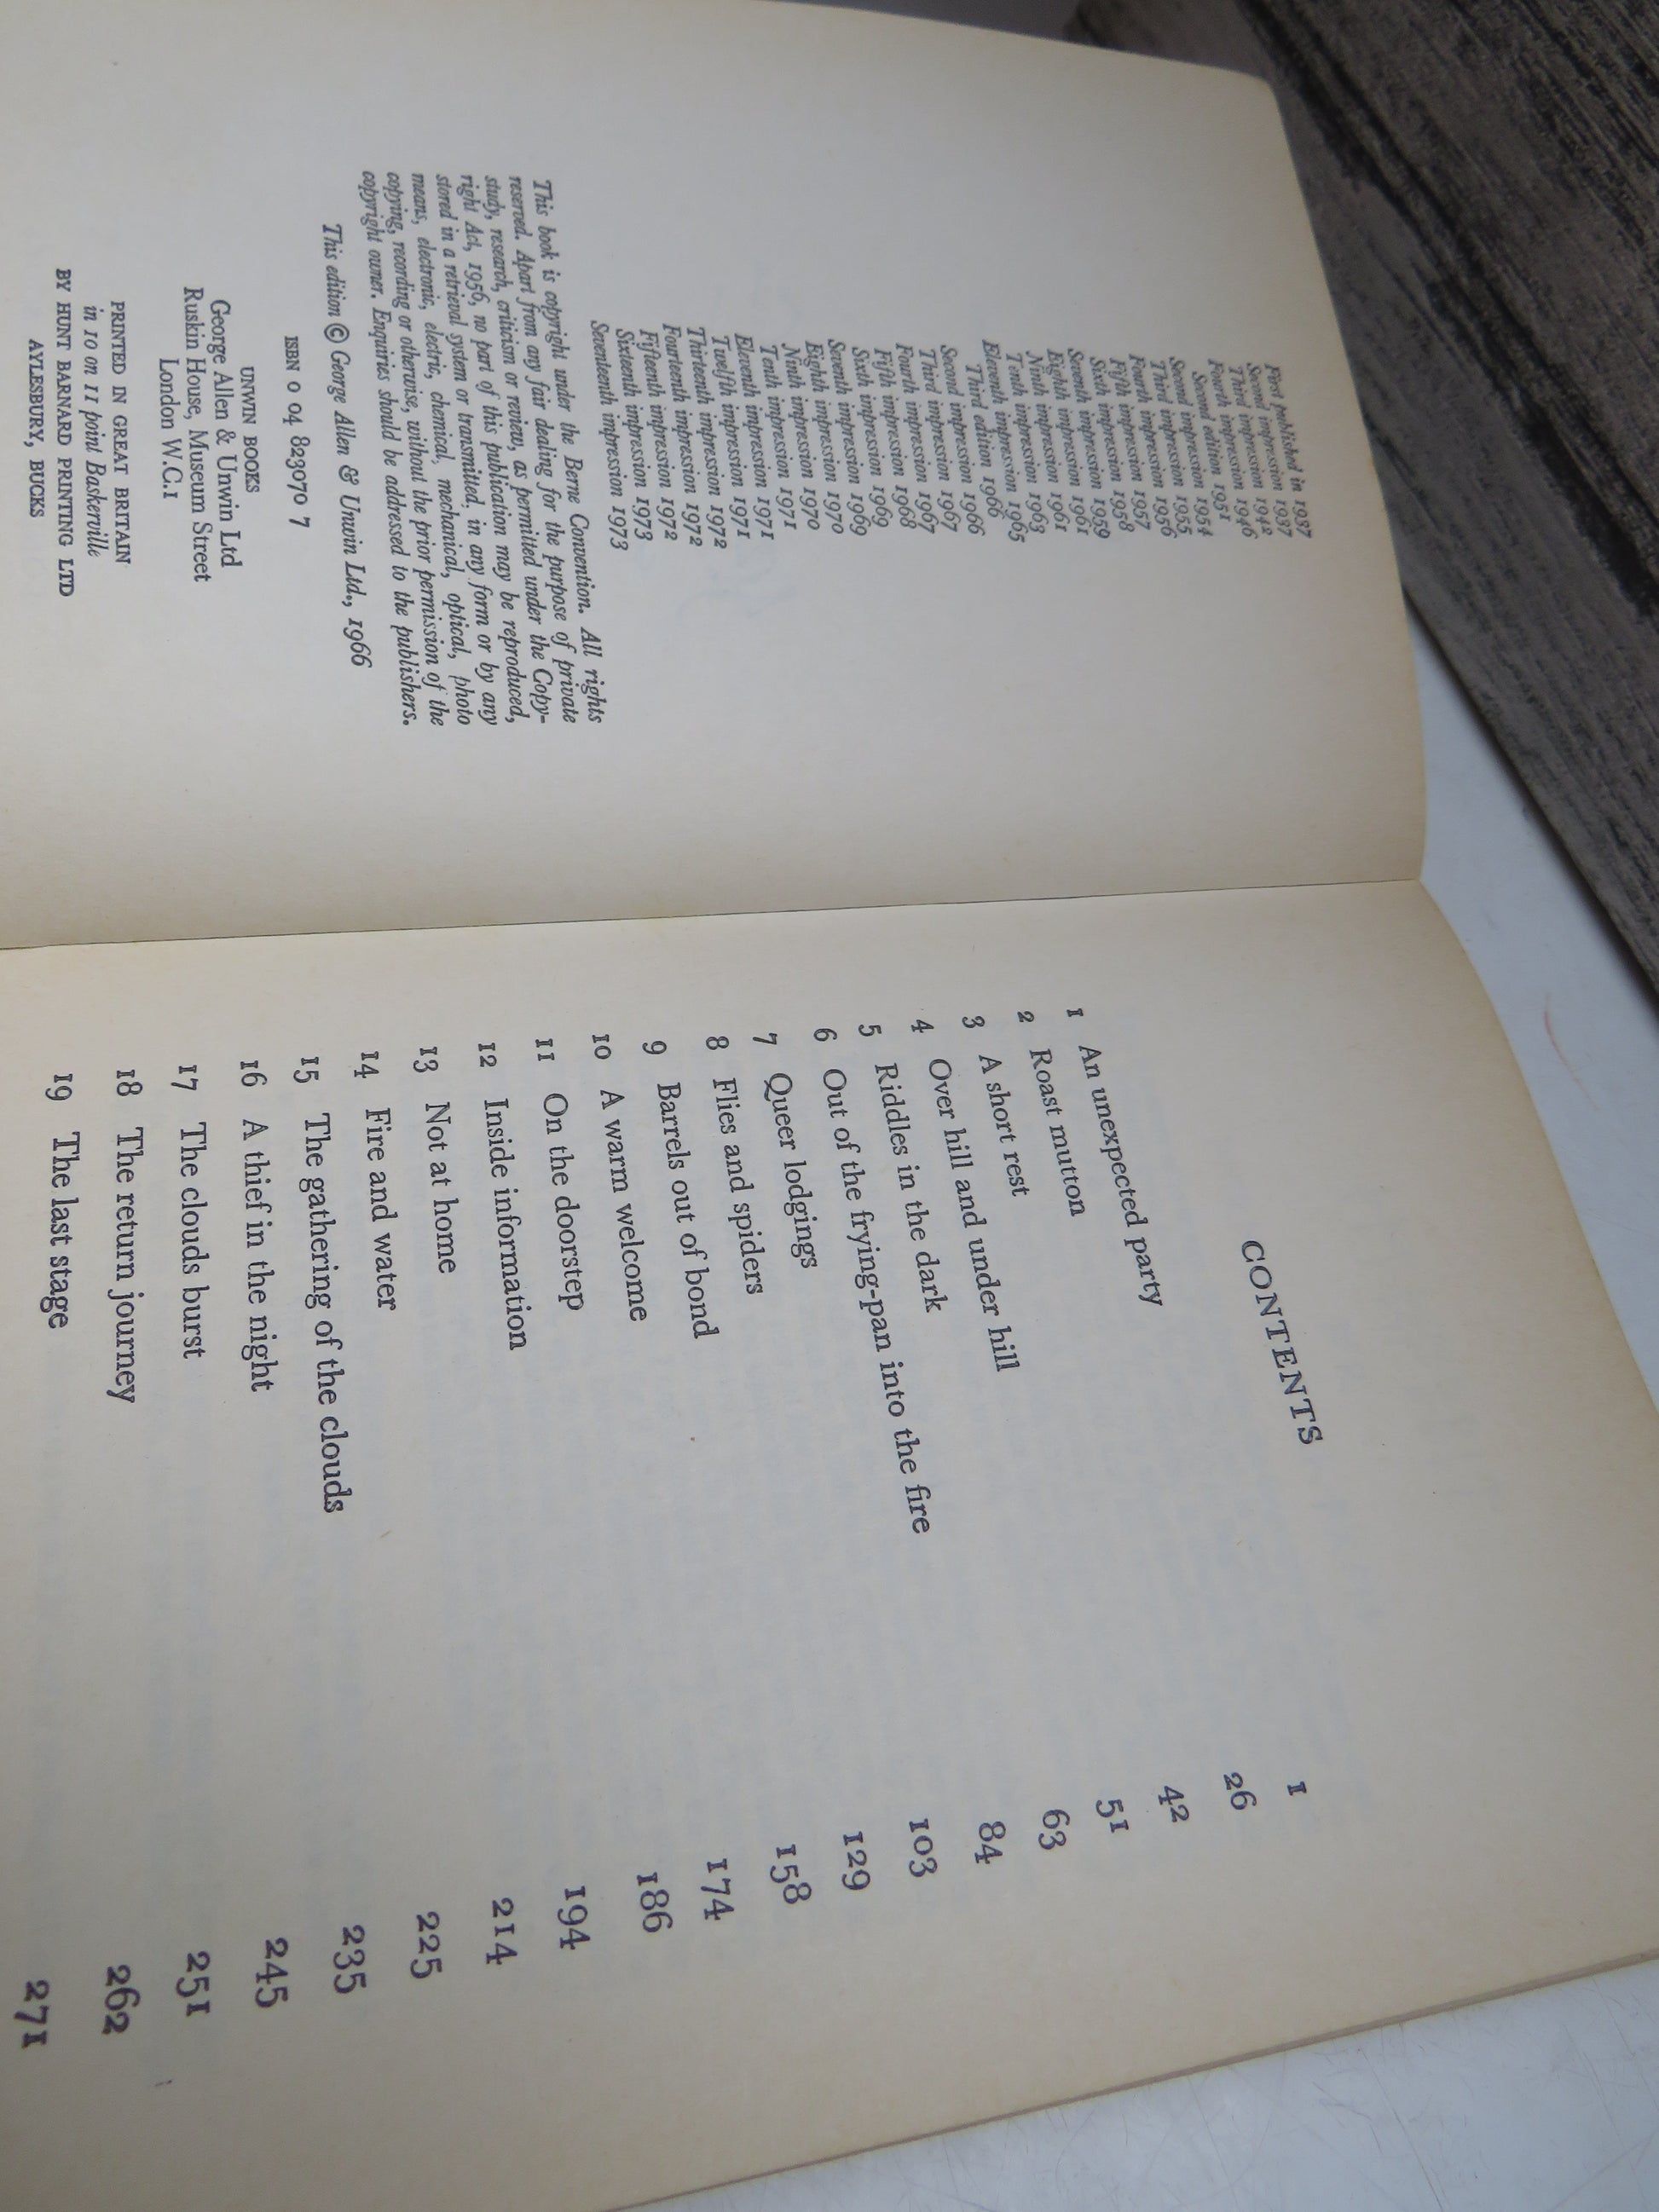 First published in 1937
Second impression 1937
Third impression 1942
Fourth impression 1946
Second edition 1951
Second impression 1954
Third impression 1955
Fourth impression 1956
Fifth impression 1957
Sixth impression 1958
Seventh impression 1959
Eighth impression 1961
Ninth impression 1961
Tenth impression 1963
Eleventh impression 1965
Third edition 1966
Second impression 1966
Third impression 1967
Fourth impression 1967
Fifth impression 1968
Sixth impression 1969
Seventh impression 1969
Eighth impression 1970
Ninth impression 1970
Tenth impression 1971
Eleventh impression 1971
Twelfth impression 1971
Thirteenth impression 1972
Fourteenth impression 1972
Fifteenth impression 1972
Sixteenth impression 1973
Seventeenth impression 1973
This book is copyright under the Berne Convention. All rights
reserved. Apart from any fair dealing for the purpose of private
study, research, criticism or review, as permitted under the Copy-
right Act, 1956, no part of this publication may be reproduced,
stored in a retrieval system or transmitted, in any form or by any
means, electronic, electric, chemical, mechanical, optical, photo
copying, recording or otherwise, without the prior permission of the
copyright owner. Enquiries should be addressed to the publishers.
This edition © George Allen & Unwin Ltd., 1966
ISBN 0 04 823070 7
UNWIN BOOKS
George Allen & Unwin Ltd
Ruskin House, Museum Street
London W.C.1
PRINTED IN GREAT BRITAIN
in 10 on 11 point Baskerville
BY HUNT BARNARD PRINTING LTD
AYLESBURY, BUCKS
CONTENTS
1 An unexpected party 1
2 Roast mutton 26
3 A short rest 42
4 Over hill and under hill 51
5 Riddles in the dark 63
6 Out of the frying-pan into the fire 84
7 Queer lodgings 103
8 Flies and spiders 129
9 Barrels out of bond 158
10 A warm welcome 174
11 On the doorstep 186
12 Inside information 194
13 Not at home 214
14 Fire and water 225
15 The gathering of the clouds 235
16 A thief in the night 245
17 The clouds burst 251
18 The return journey 262
19 The last stage 271